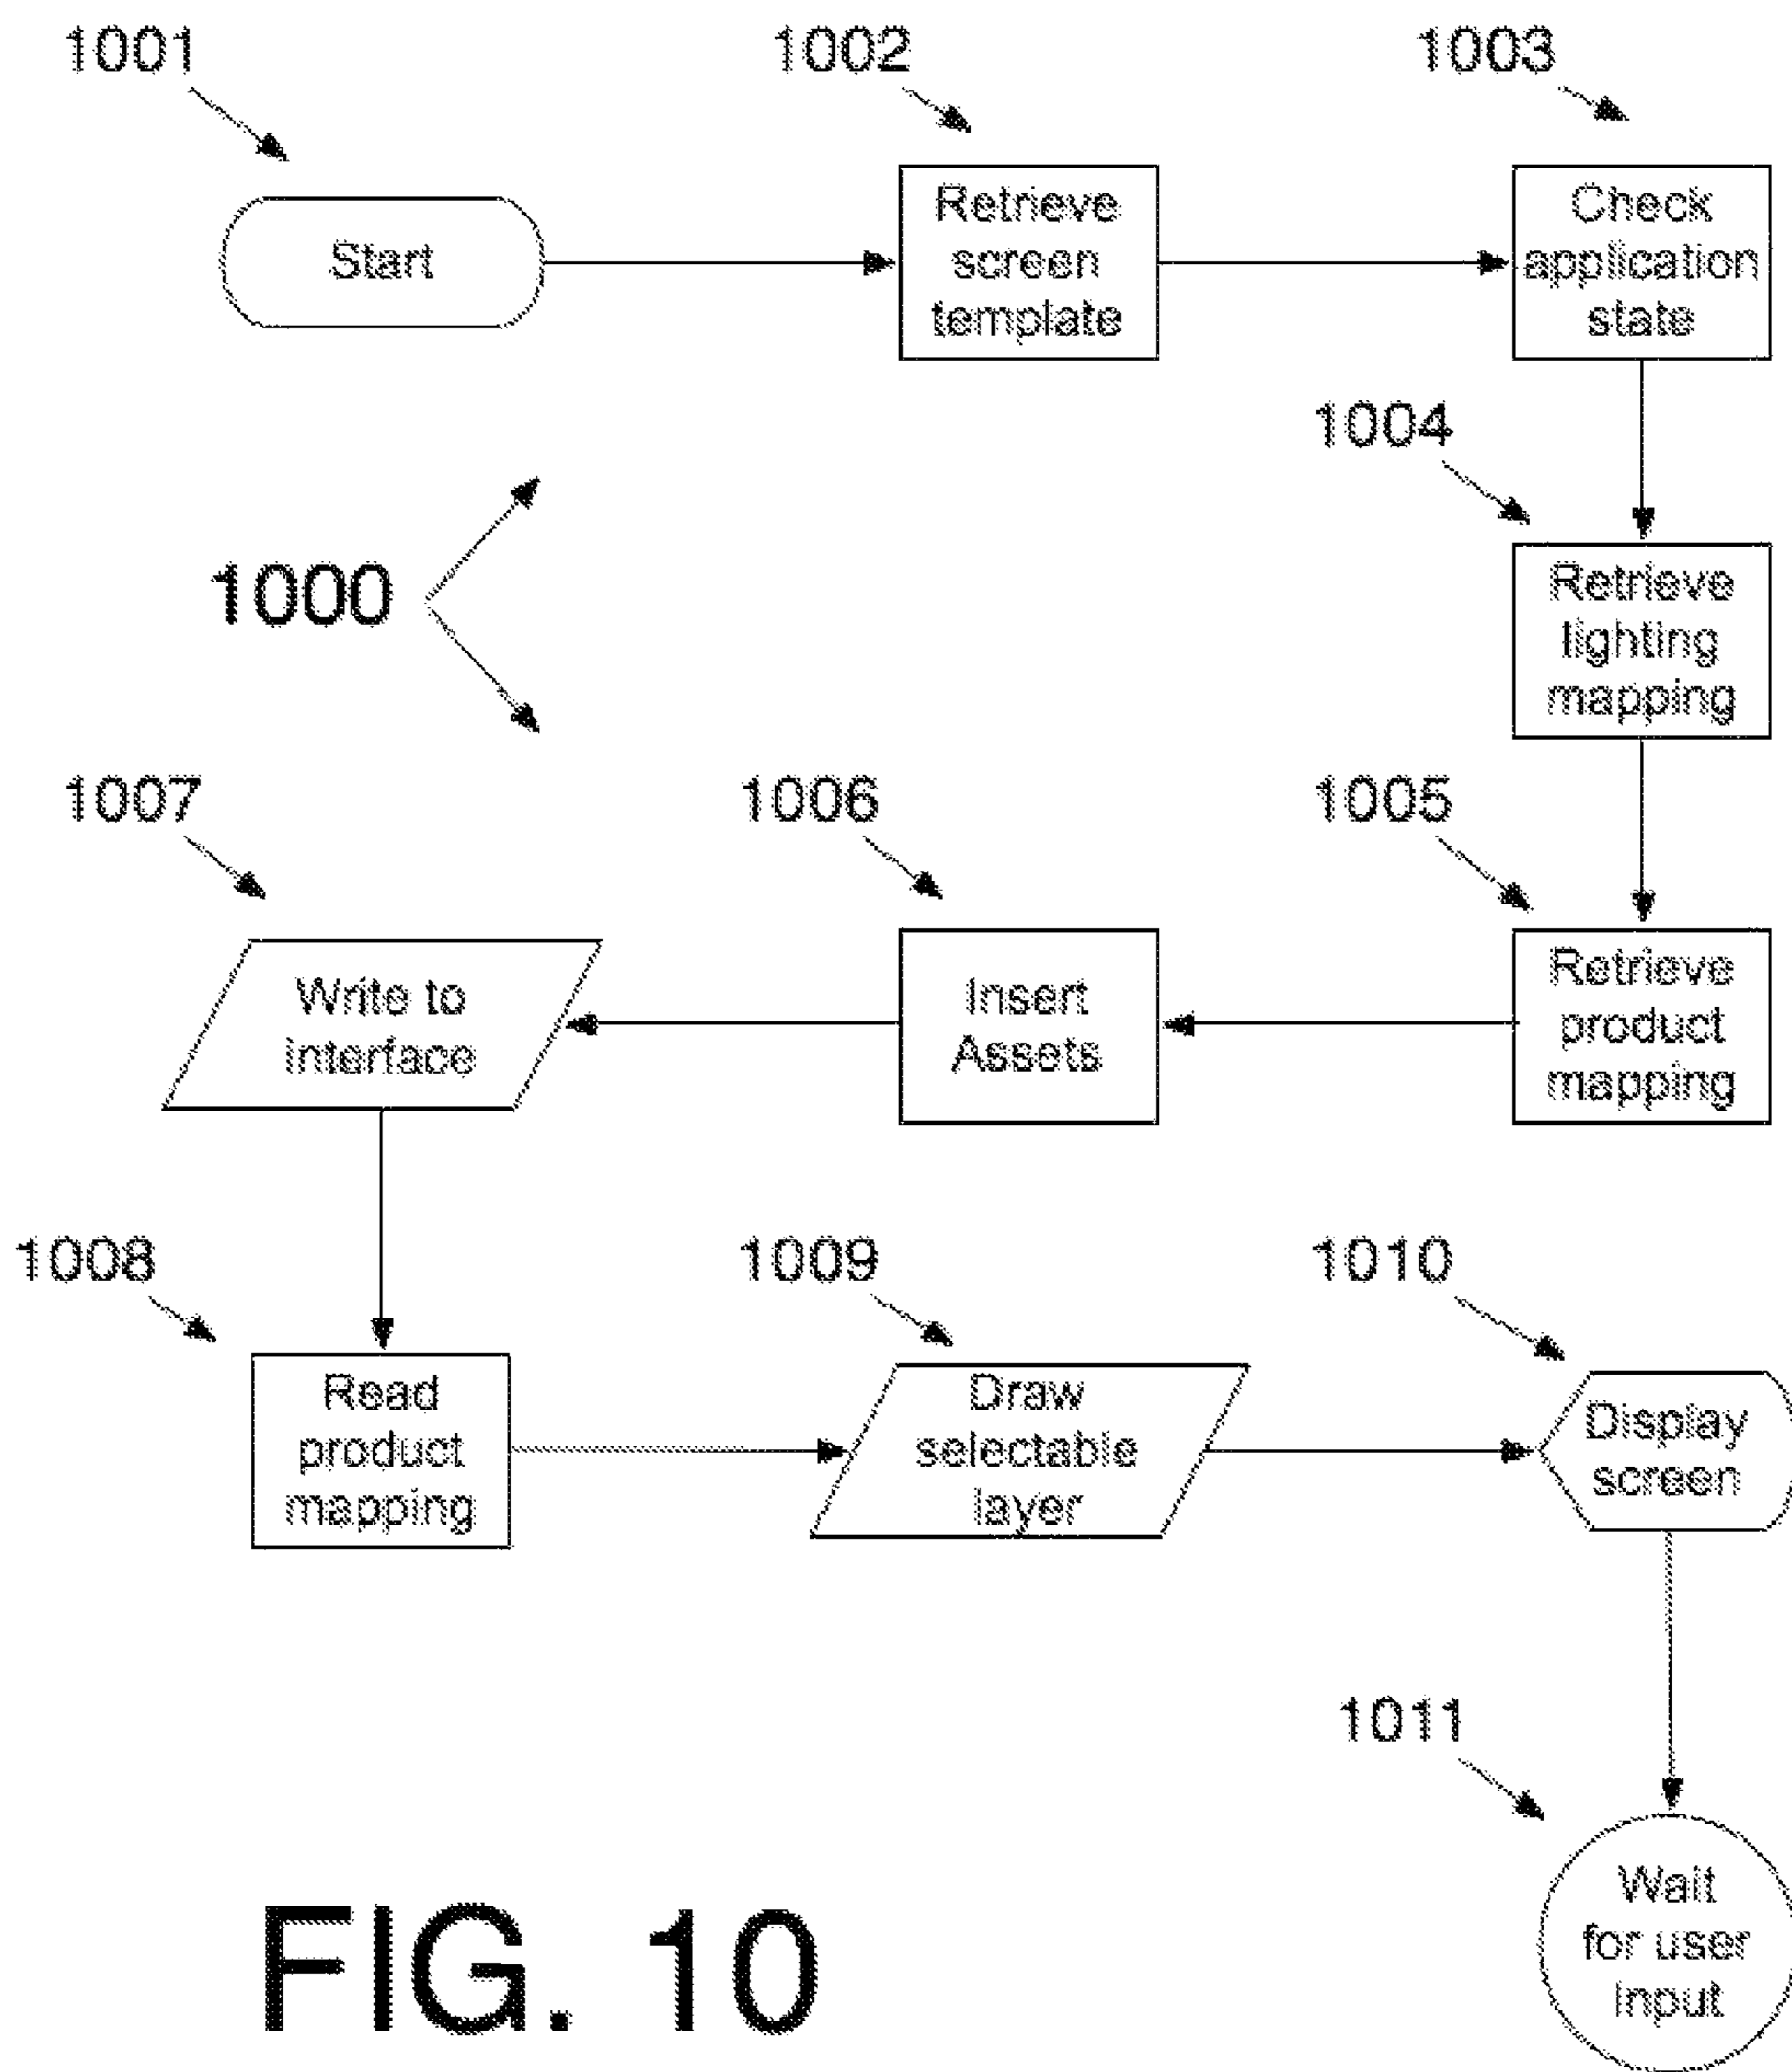 1001
1002
1003
Start
Retrieve
screen
template
Check
application
state
1004
1000
Retrieve
lighting
mapping
1007
1006
1005
Write to
interface
Insert
Assets
Retrieve
product
mapping
1008
1009
1010
Read
product
mapping
Draw
selectable
layer
Display
screen
1011
Wait
for user
input
FIG. 10